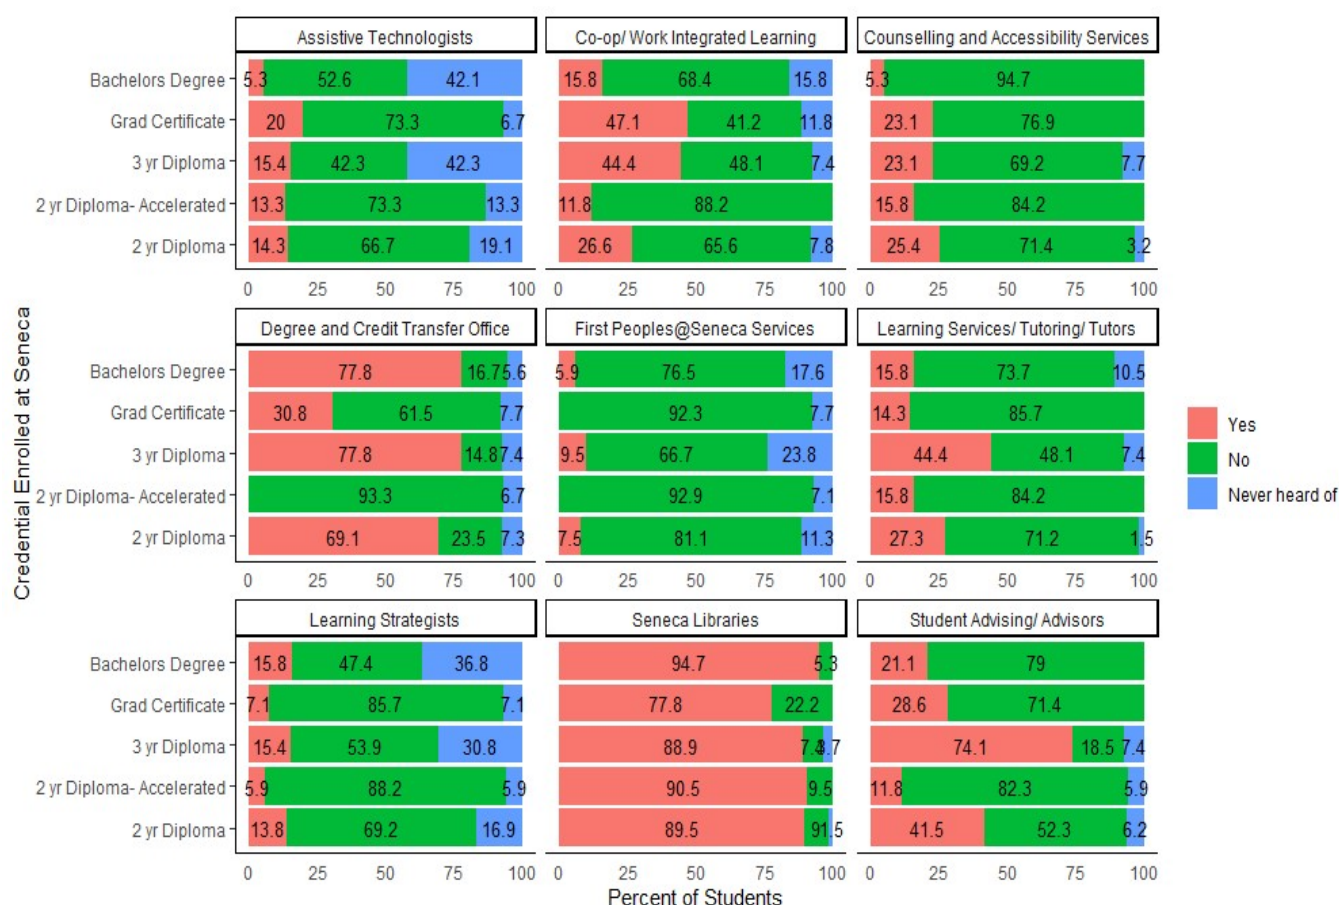 Assistive Technologists
Co-op/ Work Integrated Learning
Counselling and Accessibility Services
Bachelors Degree 5.3 52.6 42.1 15.8 68.4 15.8 5.3 94.7
Grad Certificate 20 73.3 6.7 47.1 41.2 11.8 23.1 76.9
3 yr Diploma 15.4 42.3 42.3 44.4 48.1 7.4 23.1 69.2 7.7
2 yr Diploma- Accelerated 13.3 73.3 13.3 11.8 88.2 15.8 84.2
2 yr Diploma 14.3 66.7 19.1 26.6 65.6 7.8 25.4 71.4 3.2
0 25 50 75 100 0 25 50 75 100 0 25 50 75 100
Degree and Credit Transfer Office
First Peoples@Seneca Services
Learning Services/ Tutoring/ Tutors
Bachelors Degree 77.8 16.7 5.6 5.9 76.5 17.6 15.8 73.7 10.5
Grad Certificate 30.8 61.5 7.7 92.3 7.7 14.3 85.7
3 yr Diploma 77.8 14.8 7.4 9.5 66.7 23.8 44.4 48.1 7.4
2 yr Diploma- Accelerated 93.3 6.7 92.9 7.1 15.8 84.2
2 yr Diploma 69.1 23.5 7.3 7.5 81.1 11.3 27.3 71.2 1.5
0 25 50 75 100 0 25 50 75 100 0 25 50 75 100
Learning Strategists
Seneca Libraries
Student Advising/ Advisors
Bachelors Degree 15.8 47.4 36.8 94.7 5.3 21.1 79
Grad Certificate 7.1 85.7 7.1 77.8 22.2 28.6 71.4
3 yr Diploma 15.4 53.9 30.8 88.9 7.4 3.7 74.1 18.5 7.4
2 yr Diploma- Accelerated 5.9 88.2 5.9 90.5 9.5 11.8 82.3 5.9
2 yr Diploma 13.8 69.2 16.9 89.5 9 1.5 41.5 52.3 6.2
0 25 50 75 100 0 25 50 75 100 0 25 50 75 100
Percent of Students
Credential Enrolled at Seneca
Yes
No
Never heard of